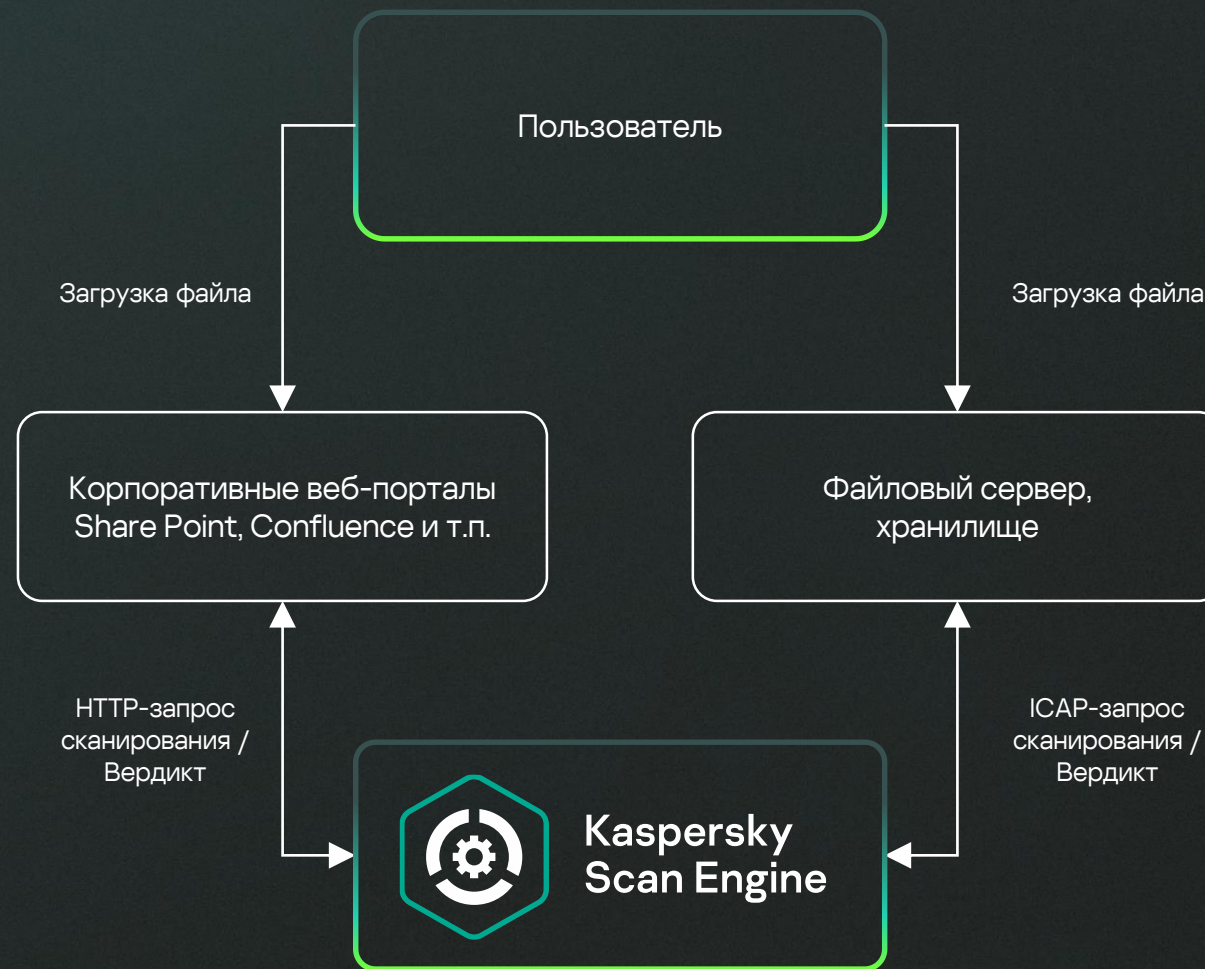 Пользователь
Загрузка файла
Загрузка файла
Корпоративные веб-порталы
Share Point, Confluence и т.п.
Файловый сервер,
хранилище
HTTP-запрос
сканирования /
Вердикт
ICAP-запрос
сканирования /
Вердикт
Kaspersky
Scan Engine